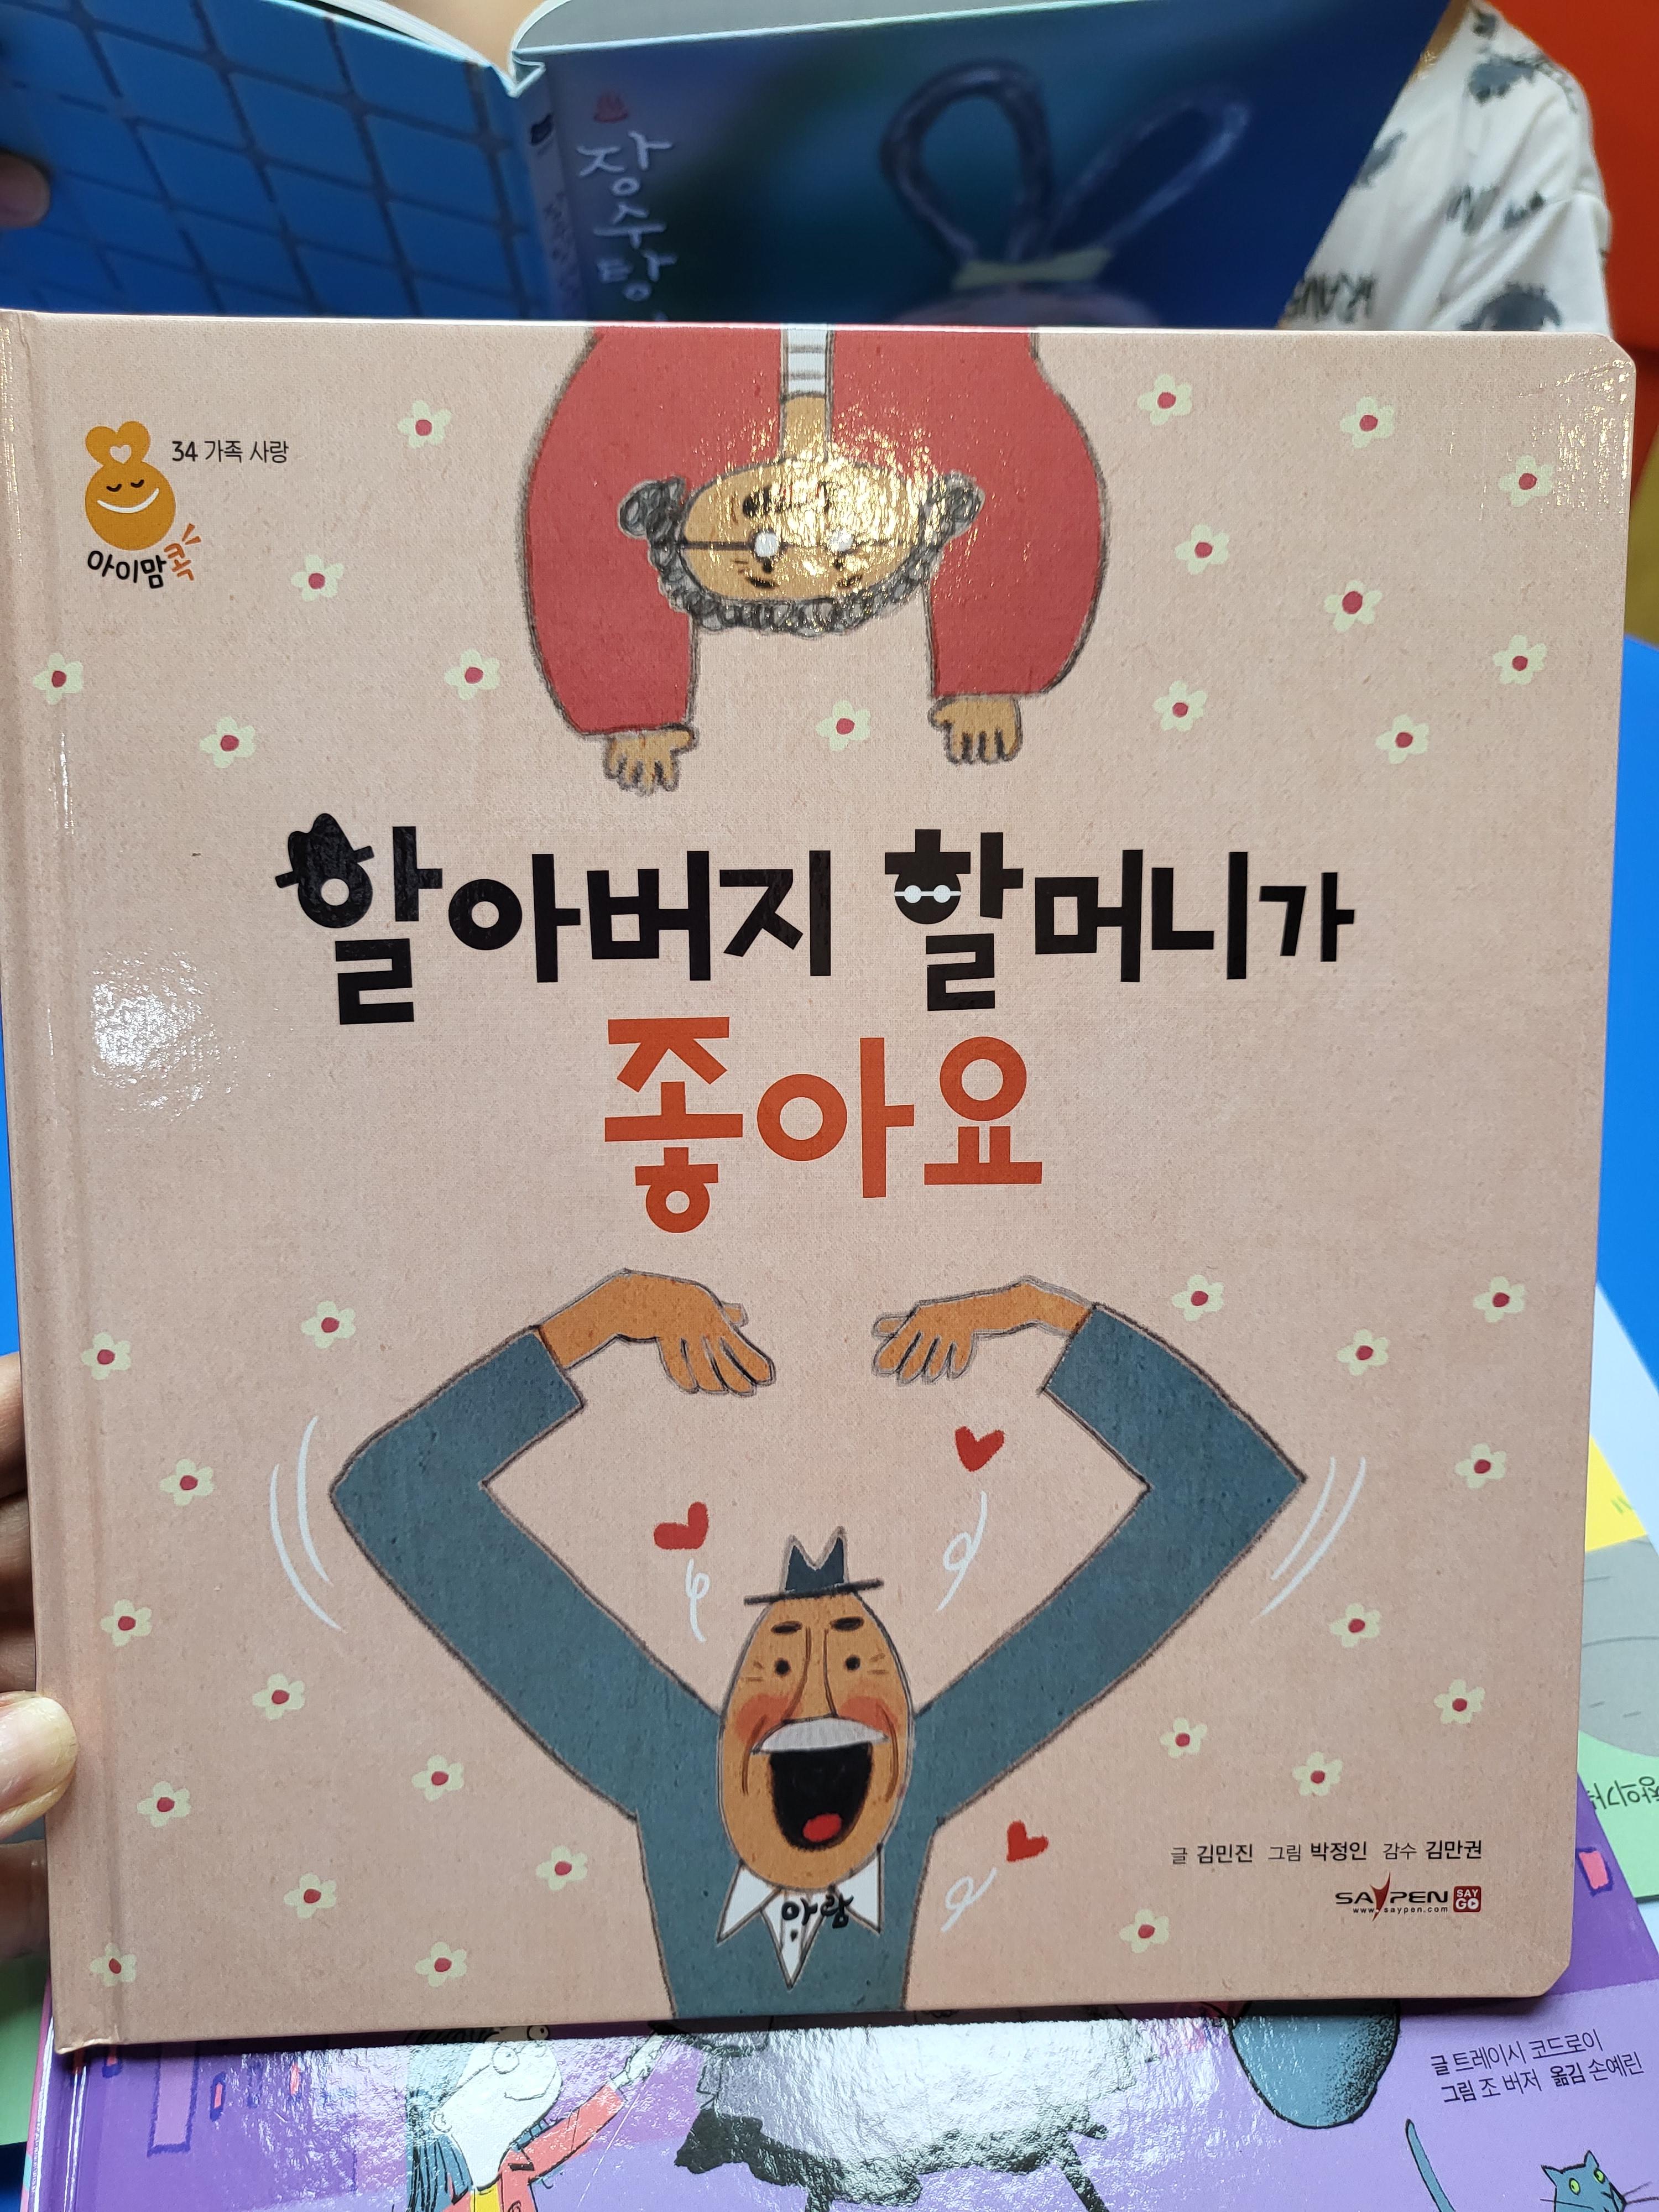 장수탕
34 가족 사랑
아이맘콕
할아버지 할머니가
좋아요
글 김민진 그림 박정인 감수 김만권
SAYPEN
www.saypen.com
SAY
GO
아람
글 트레이시 코드로이
그림 조 버저 옮김 손예린